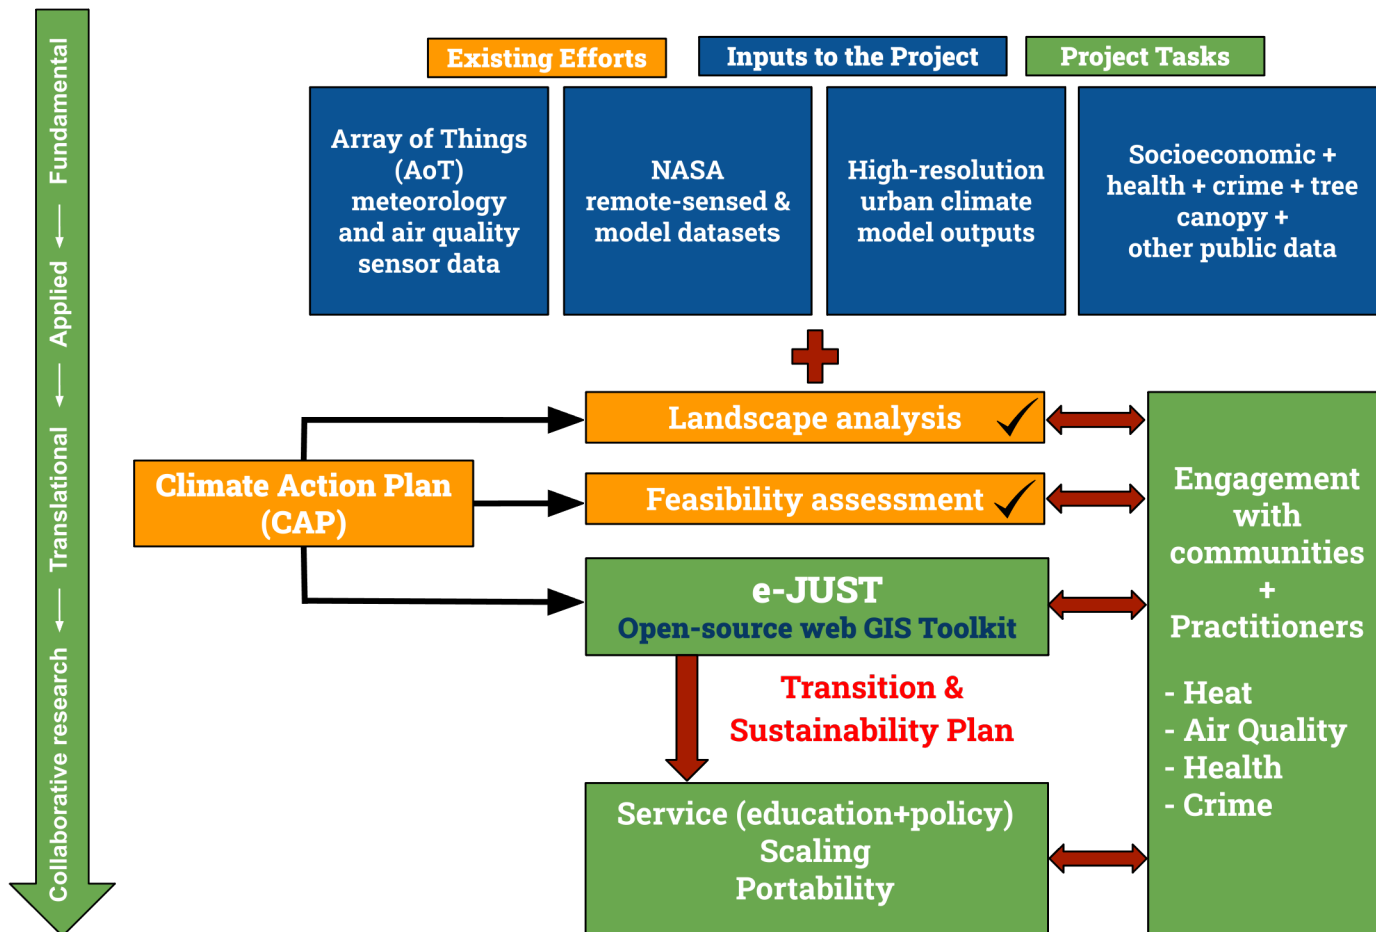 Existing Efforts
Inputs to the Project
Project Tasks
Array of Things
(AoT)
meteorology
and air quality
sensor data
NASA
remote-sensed &
model datasets
High-resolution
urban climate
model outputs
Socioeconomic +
health + crime + tree
canopy +
other public data
Fundamental
Applied
Translational
Collaborative research
Climate Action Plan
(CAP)
Landscape analysis
Feasibility assessment
e-JUST
Open-source web GIS Toolkit
Transition &
Sustainability Plan
Service (education+policy)
Scaling
Portability
Engagement
with
communities
+
Practitioners
- Heat
- Air Quality
- Health
- Crime